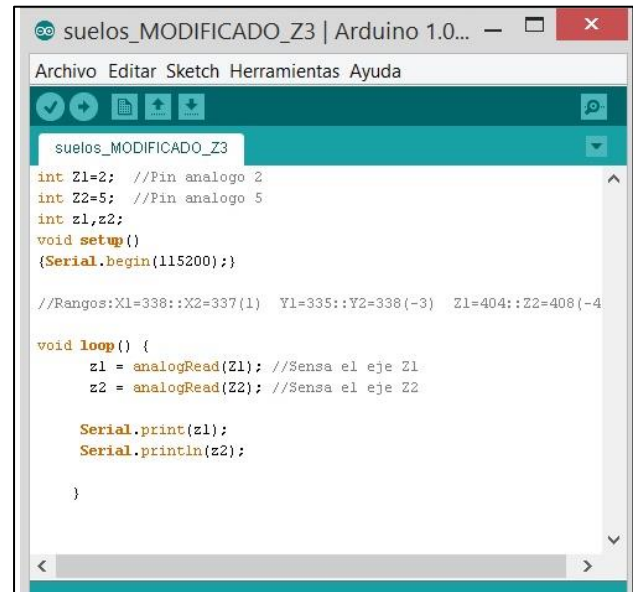 suelos_MODIFICADO_Z3 | Arduino 1.0...
Archivo Editar Sketch Herramientas Ayuda
suelos_MODIFICADO_Z3
int Z1=2;  //Pin analogo 2
int Z2=5;  //Pin analogo 5
int z1,z2;
void setup()
{Serial.begin(115200);}
//Rangos:X1=338::X2=337(1)  Y1=335::Y2=338(-3)  Z1=404::Z2=408(-4
void loop() {
z1 = analogRead(Z1); //Sensa el eje Z1
z2 = analogRead(Z2); //Sensa el eje Z2
Serial.print(z1);
Serial.println(z2);
}